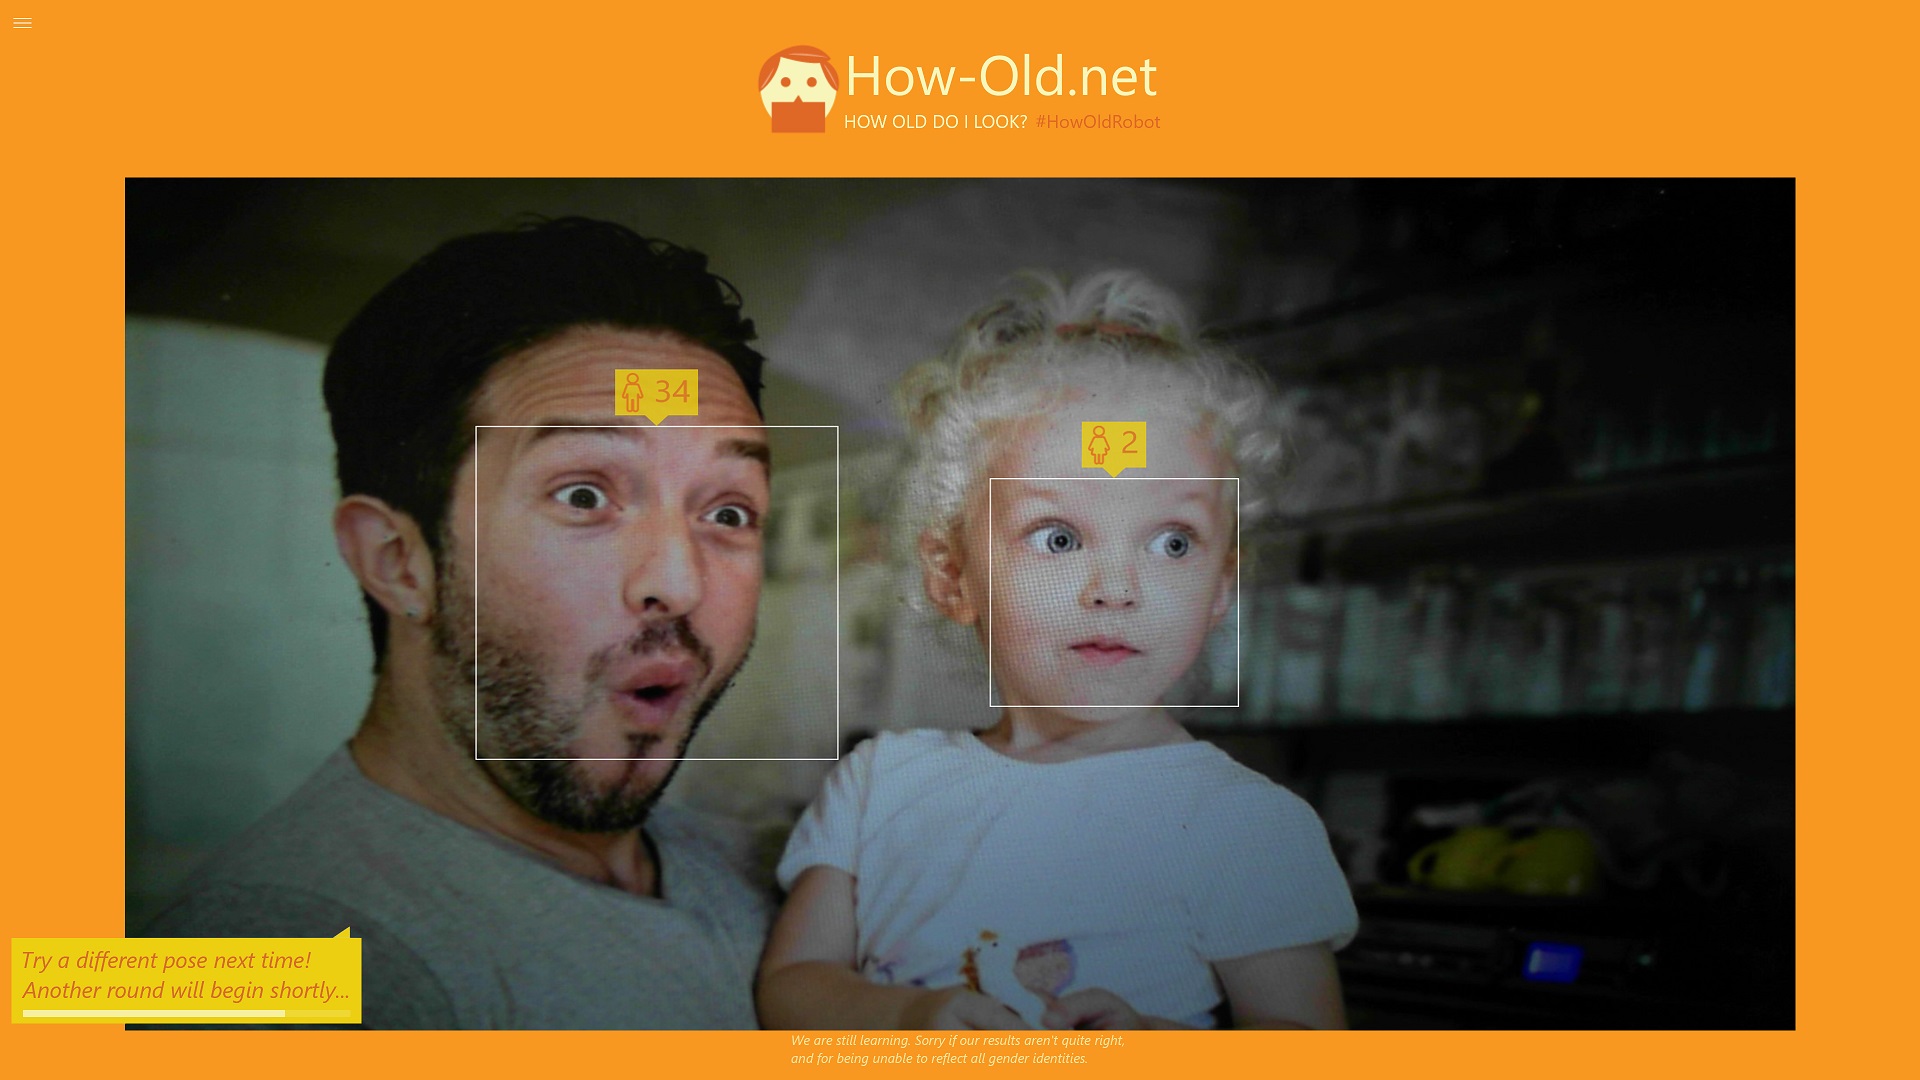 How-Old.net
HOW OLD DO I LOOK? #HowOldRobot
34
2
Try a different pose next time!
Another round will begin shortly...
We are still learning. Sorry if our results aren't quite right,
and for being unable to reflect all gender identities.